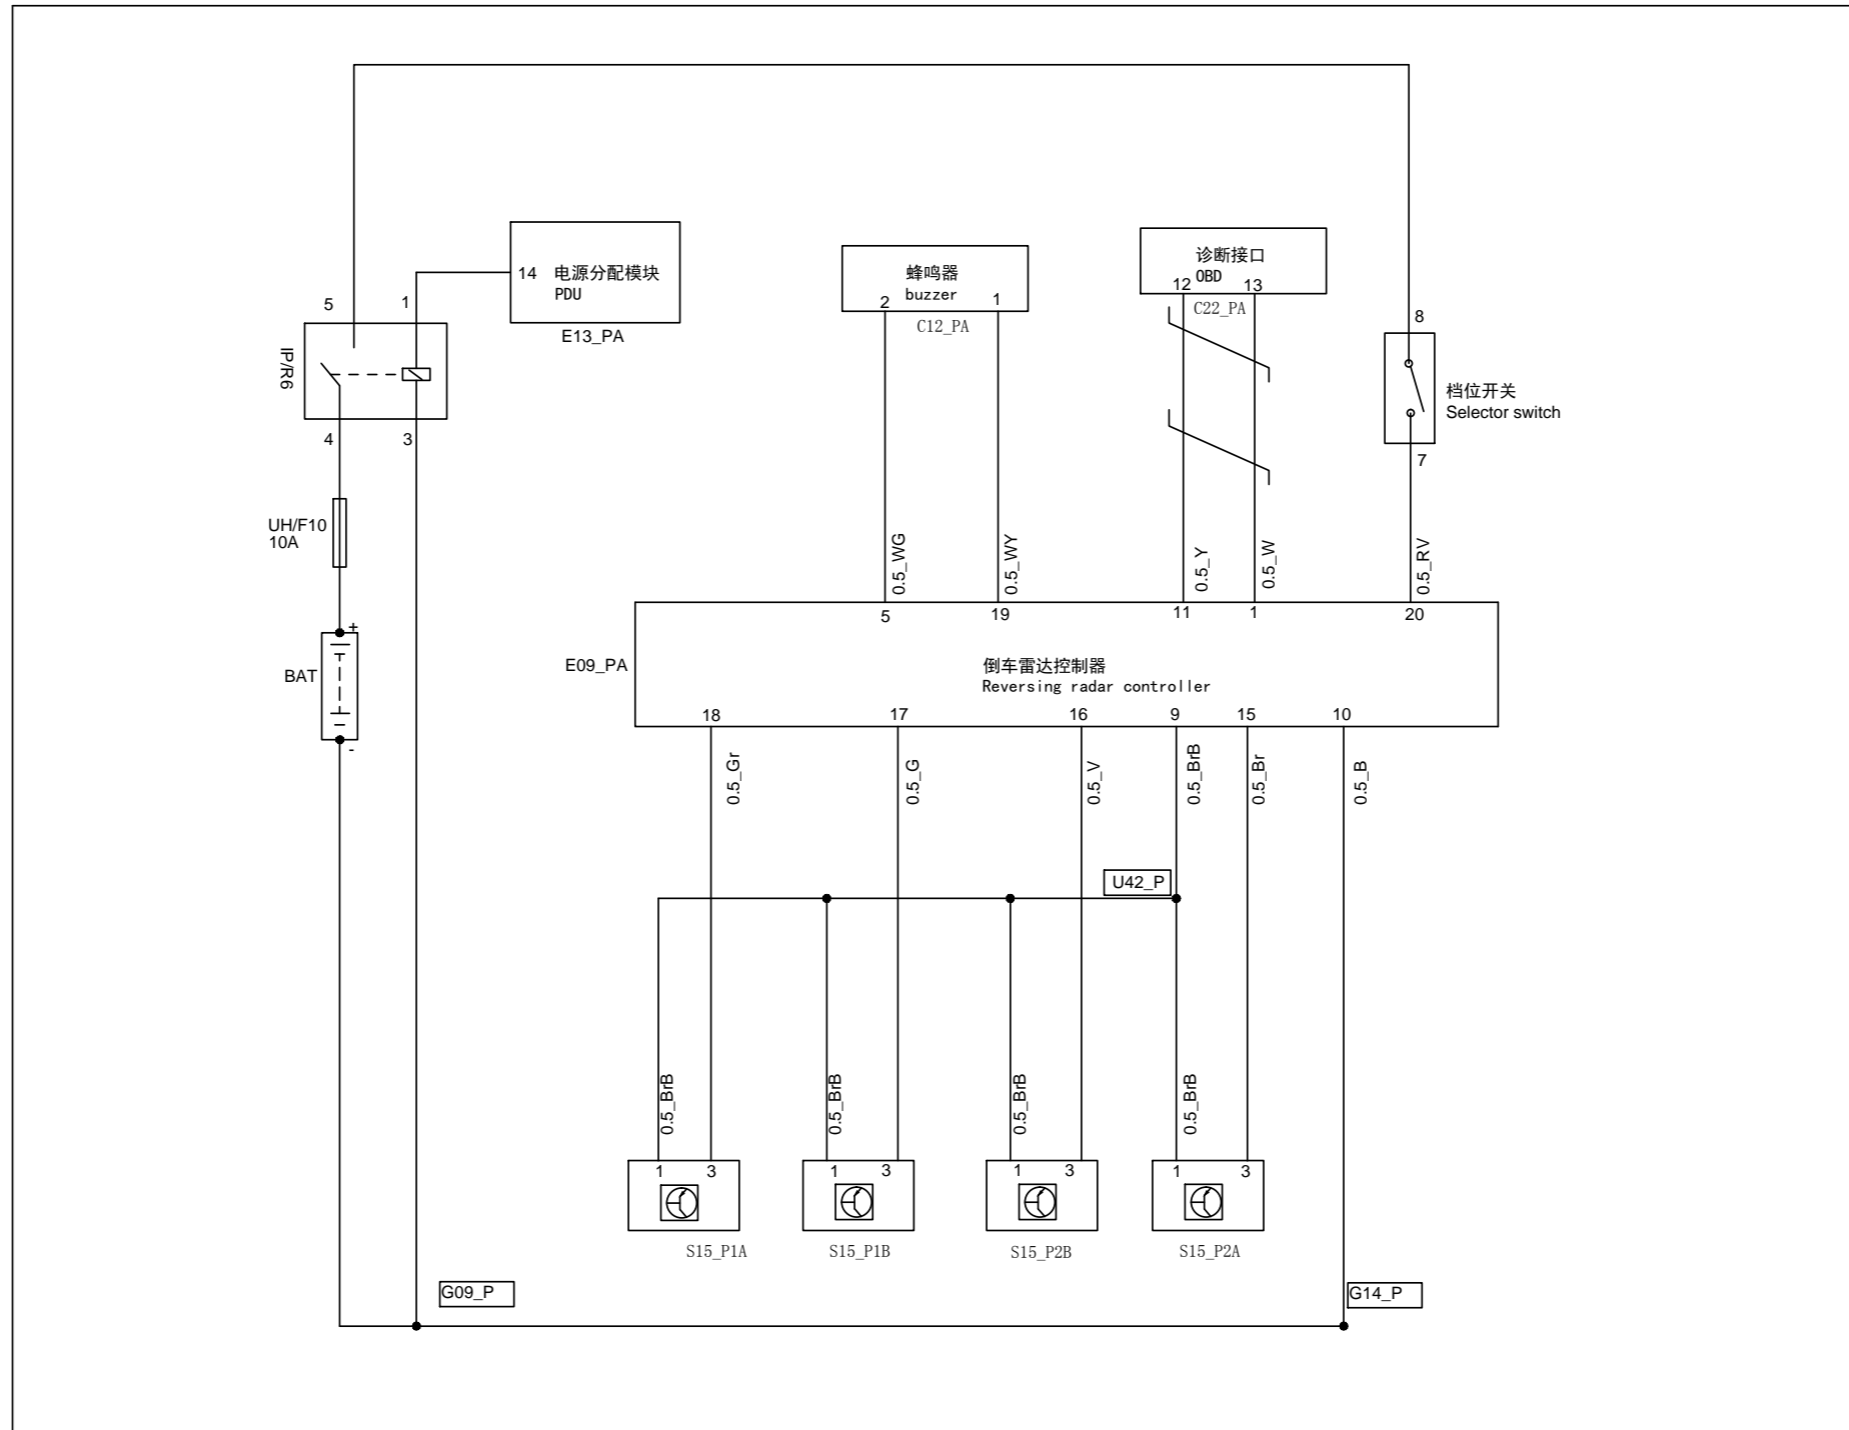 14 电源分配模块
PDU
E13_PA
蜂鸣器
buzzer
2 1
C12_PA
诊断接口
OBD
12 13
C22_PA
5 1
IP/R6
4 3
8
档位开关
Selector switch
7
UH/F10
10A
0.5_WG
0.5_WY
0.5_Y
0.5_W
0.5_RV
+
BAT
-
5 19 11 1 20
E09_PA
倒车雷达控制器
Reversing radar controller
18 17 16 9 15 10
0.5_Gr
0.5_G
0.5_V
0.5_BrB
0.5_Br
0.5_B
U42_P
0.5_BrB
0.5_BrB
0.5_BrB
0.5_BrB
1 3
1 3
1 3
1 3
S15_P1A
S15_P1B
S15_P2B
S15_P2A
G09_P
G14_P